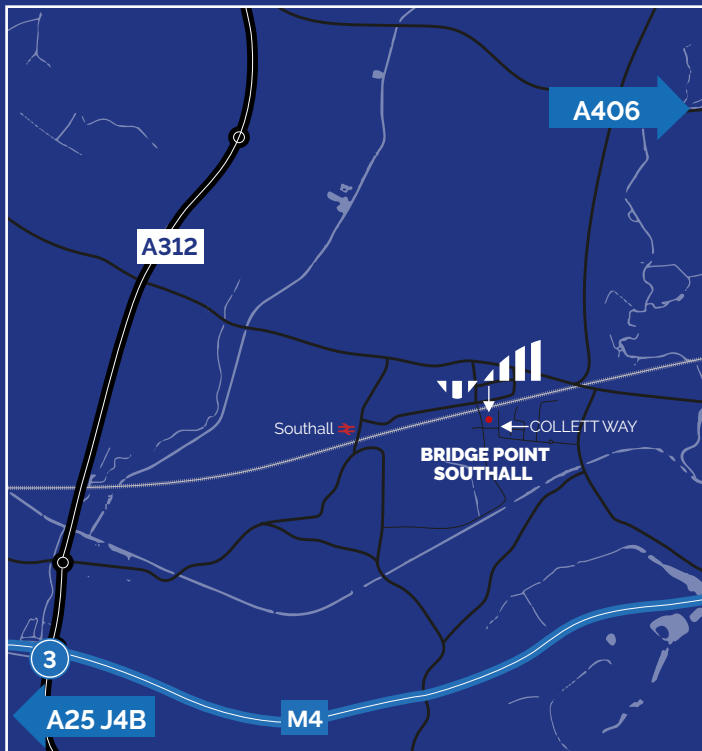 A406
A312
Southall
COLLETT WAY
BRIDGE POINT
SOUTHALL
3
A25 J4B
M4